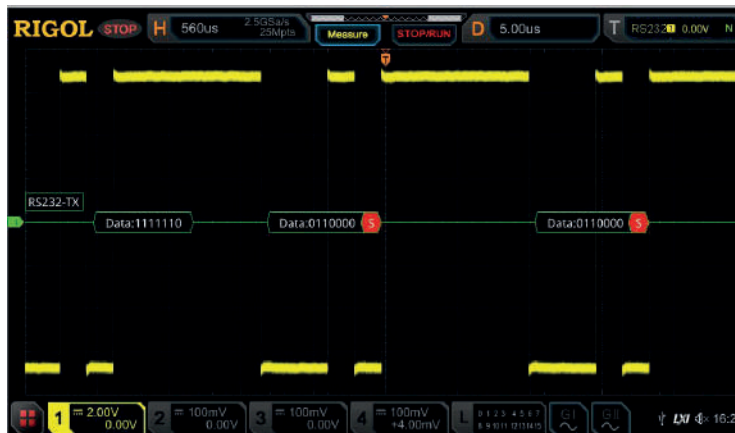 RIGOL STOP H 560us 2.5GSa/s 25Mpts Measure STOP/RUN D 5.00us T RS232 1 0.00V N
T
RS232-TX
Data:1111110 Data:0110000 S Data:0110000 S
1 2.00V 0.00V 2 100mV 0.00V 3 100mV 0.00V 4 100mV +4.00mV L 0 1 2 3 4 5 6 7 8 9 10 11 12 13 14 15 GI GII LXI 16:2